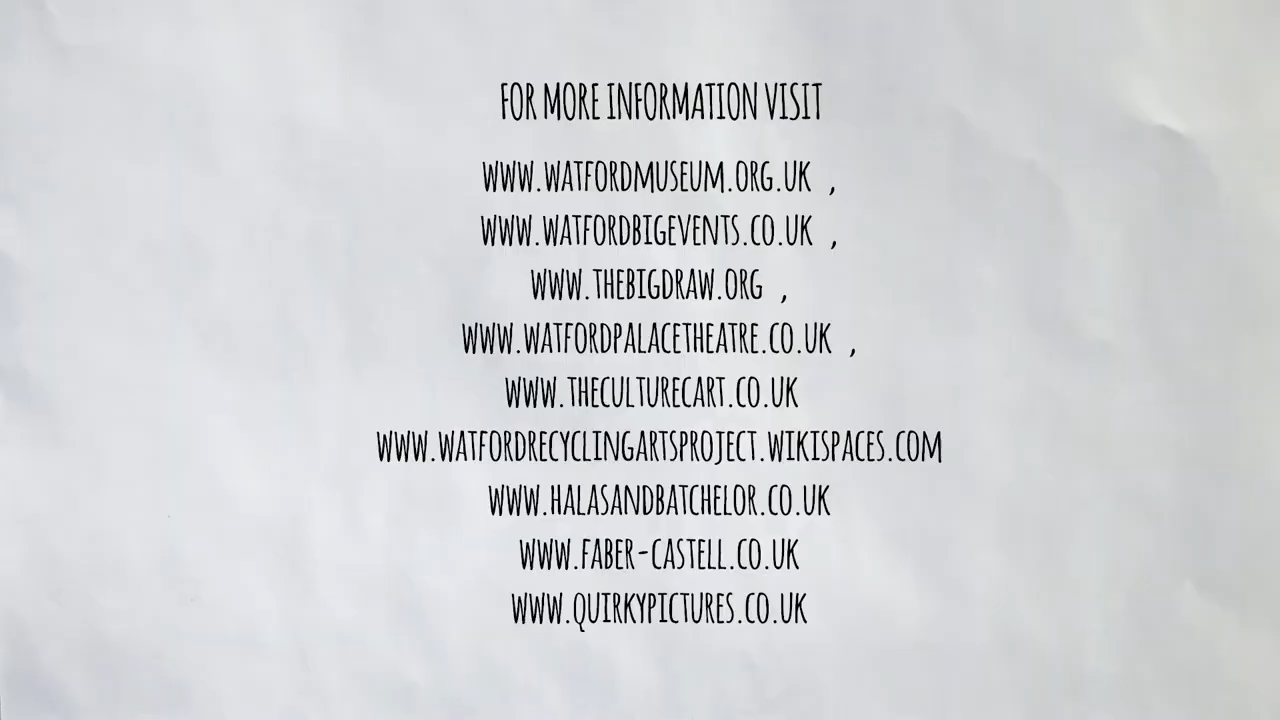 FOR MORE INFORMATION VISIT
WWW.WATFORDMUSEUM.ORG.UK ,
WWW.WATFORDBIGEVENTS.CO.UK ,
WWW.THEBIGDRAW.ORG ,
WWW.WATFORDPALACETHEATRE.CO.UK ,
WWW.THECULTURECART.CO.UK
WWW.WATFORDRECYCLINGARTSPROJECT.WIKISPACES.COM
WWW.HALASANDBATCHELOR.CO.UK
WWW.FABER-CASTELL.CO.UK
WWW.QUIRKYPICTURES.CO.UK